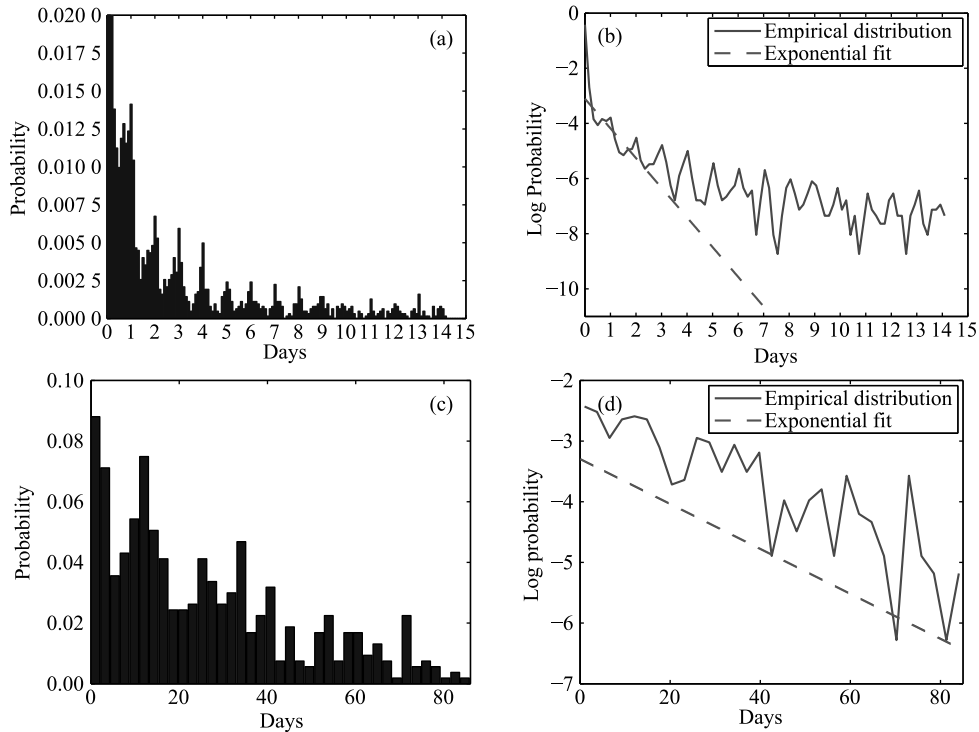 0.020 0
0.017 5
0.015 0
0.012 5
0.010 0
0.007 5
0.005 0
0.002 5
0.000 0
Probability
(a)
0 1 2 3 4 5 6 7 8 9 10 11 12 13 14 15
Days
0
−2
−4
−6
−8
−10
Log Probability
(b)
Empirical distribution
Exponential fit
0 1 2 3 4 5 6 7 8 9 10 11 12 13 14 15
Days
0.10
0.08
0.06
0.04
0.02
0.00
Probability
(c)
0 20 40 60 80
Days
−2
−3
−4
−5
−6
−7
Log probability
(d)
Empirical distribution
Exponential fit
0 20 40 60 80
Days